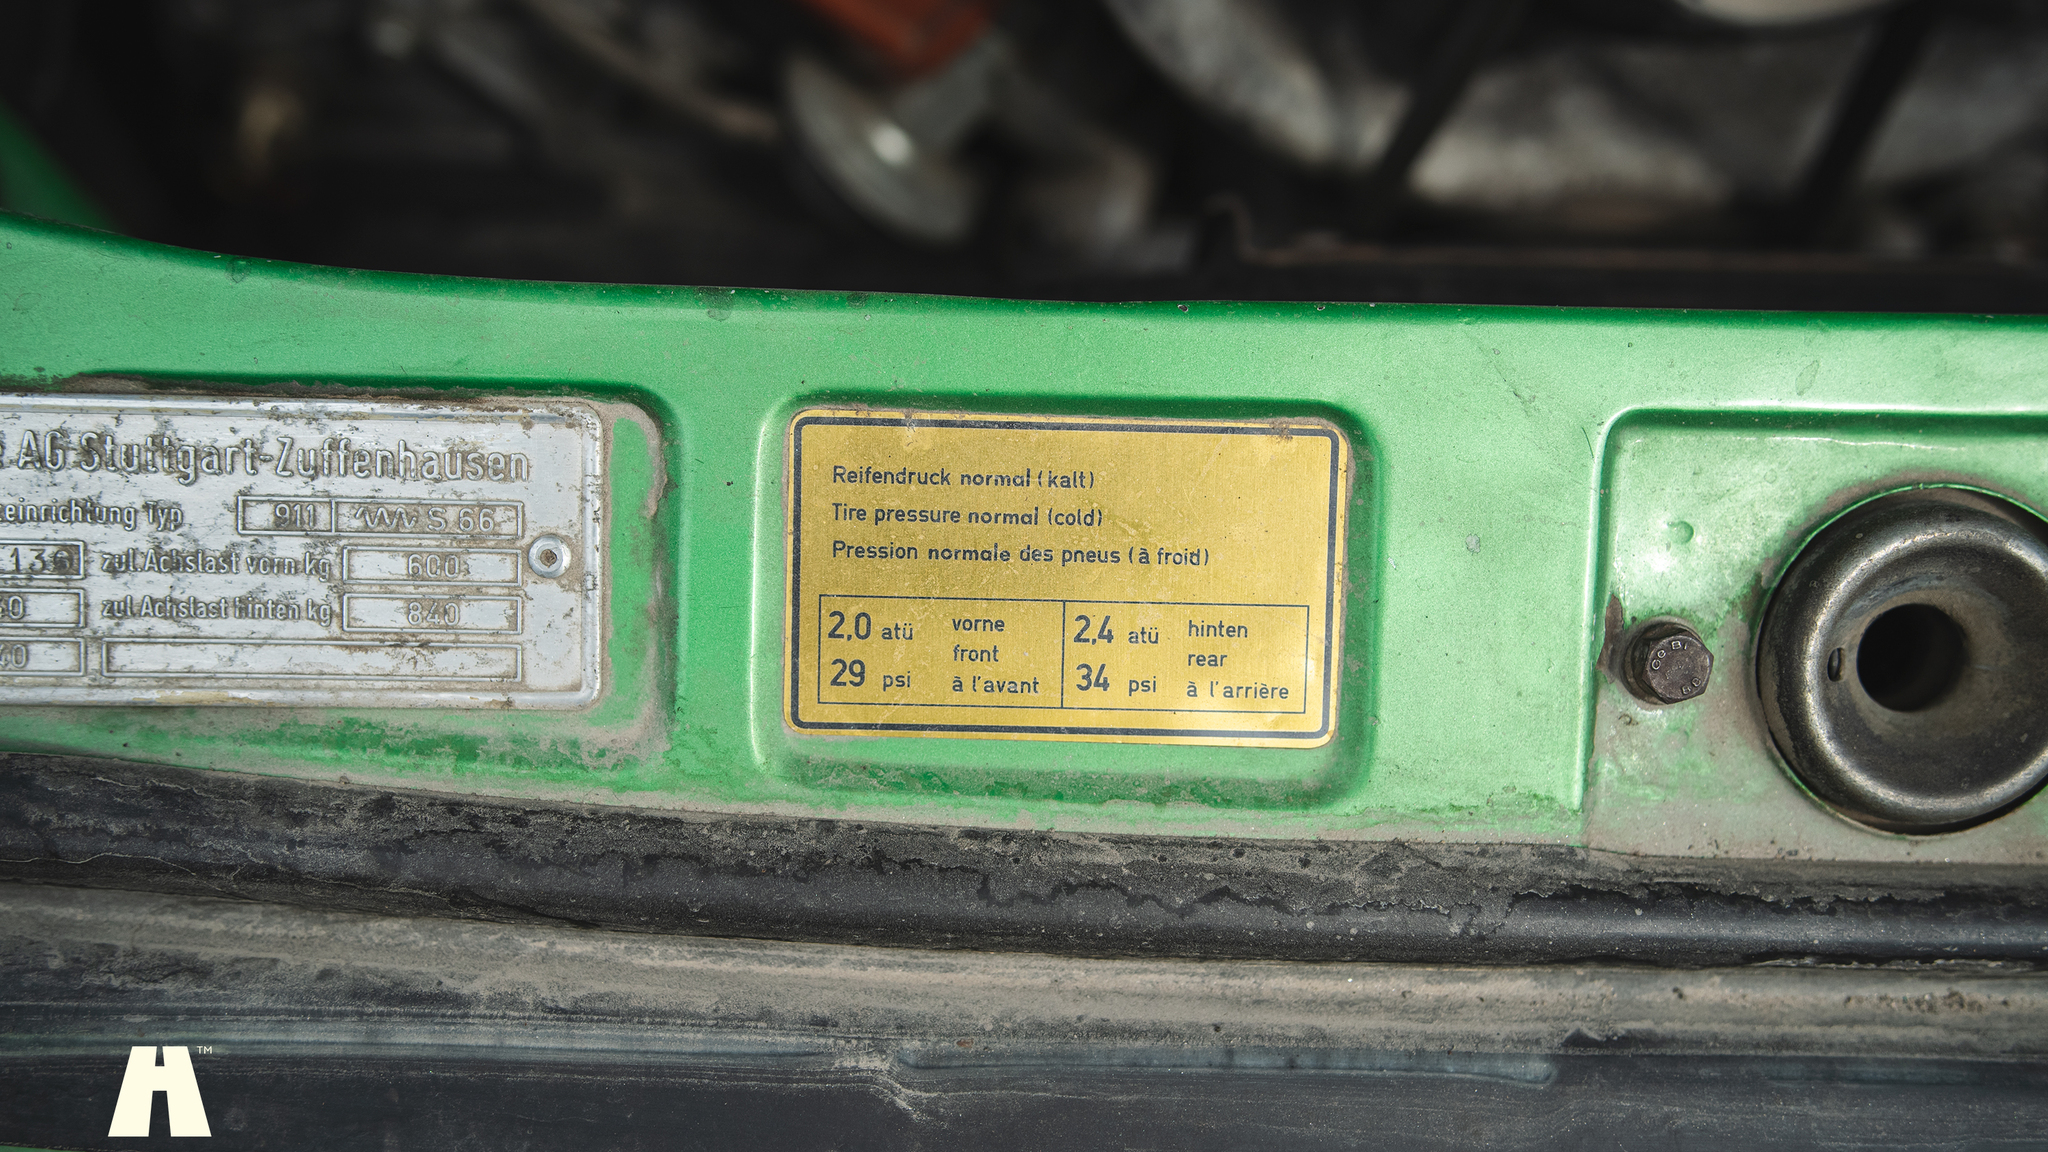 AG Stuttgart-Zuffenhausen
einrichtung Typ 911 S 66
136 zul. Achslast vorn kg 600
zul. Achslast hinten kg 840
Reifendruck normal (kalt)
Tire pressure normal (cold)
Pression normale des pneus (à froid)
2,0 atü vorne
front
29 psi à l'avant
2,4 atü hinten
rear
34 psi à l'arrière
TM